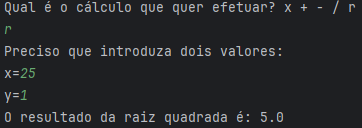 Qual é o cálculo que quer efetuar? x + - / r
r
Preciso que introduza dois valores:
x=25
y=1
O resultado da raiz quadrada é: 5.0